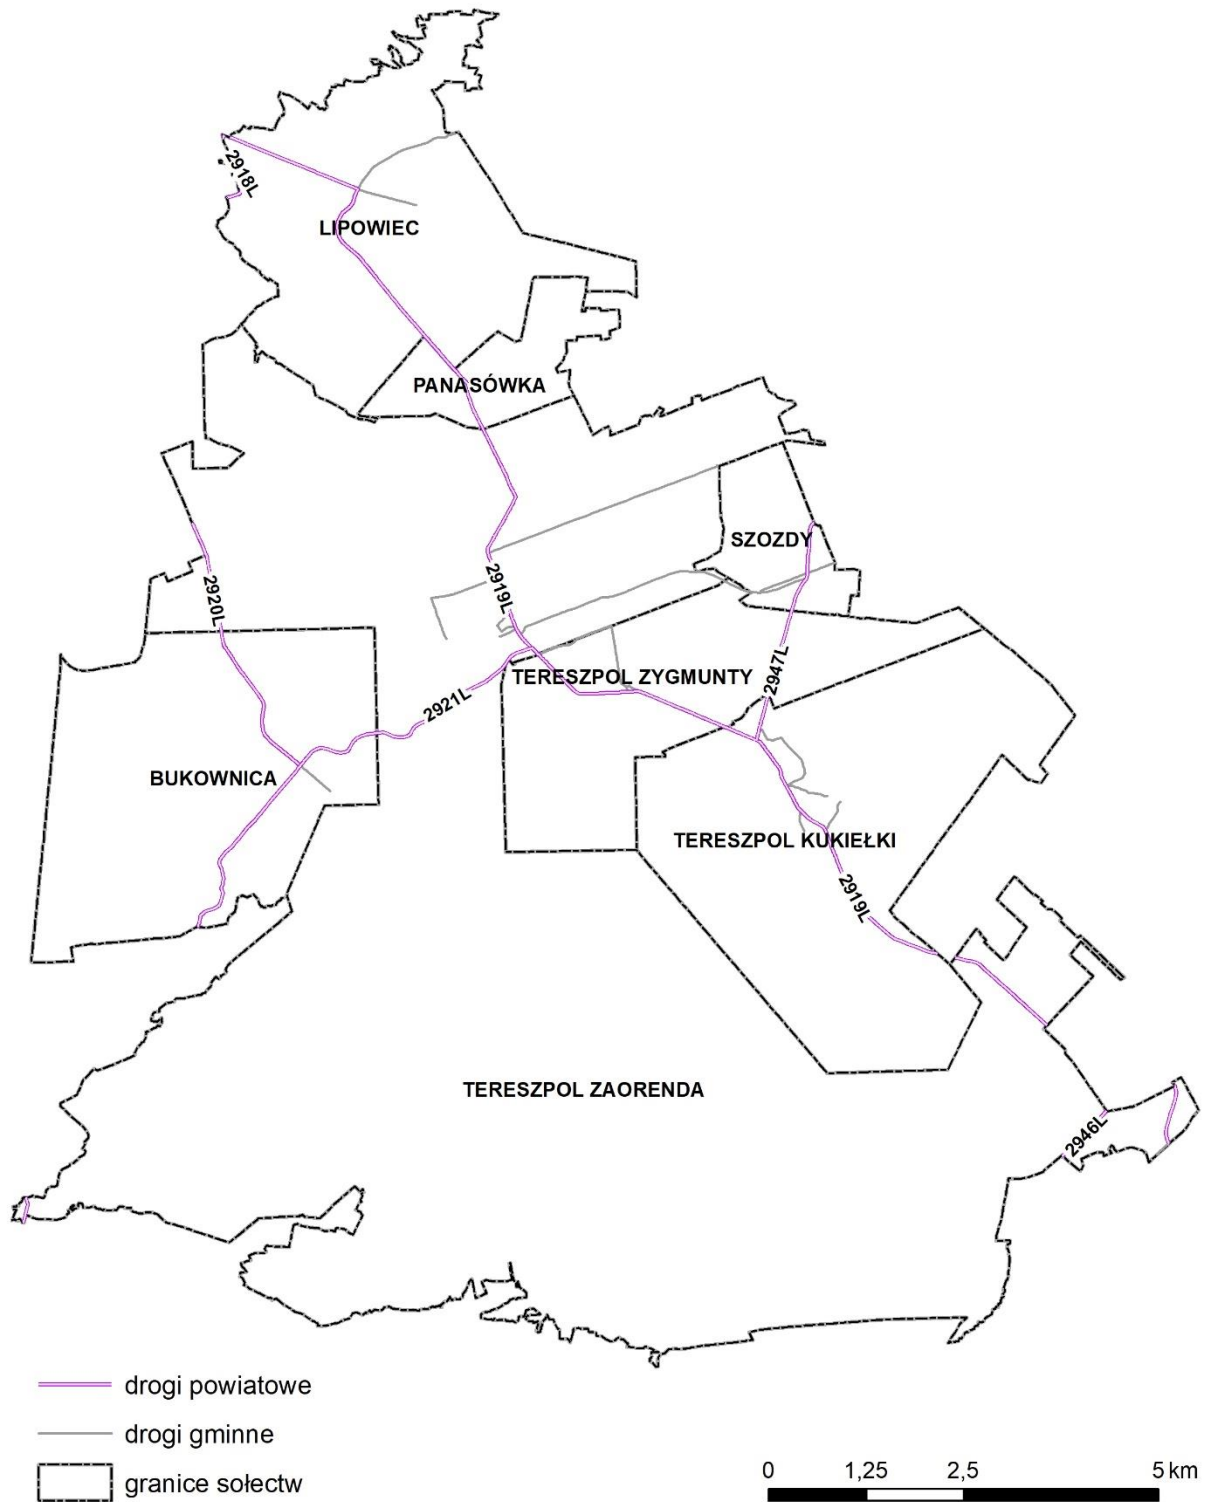 2918L
LIPOWIEC
PANASÓWKA
SZOZDY
2920L
2919L
2947L
TERESZPOL ZYGMUNTY
2921L
BUKOWNICA
TERESZPOL KUKIEŁKI
2919L
TERESZPOL ZAORENDA
2946L
drogi powiatowe
drogi gminne
granice sołectw
0 1,25 2,5 5 km